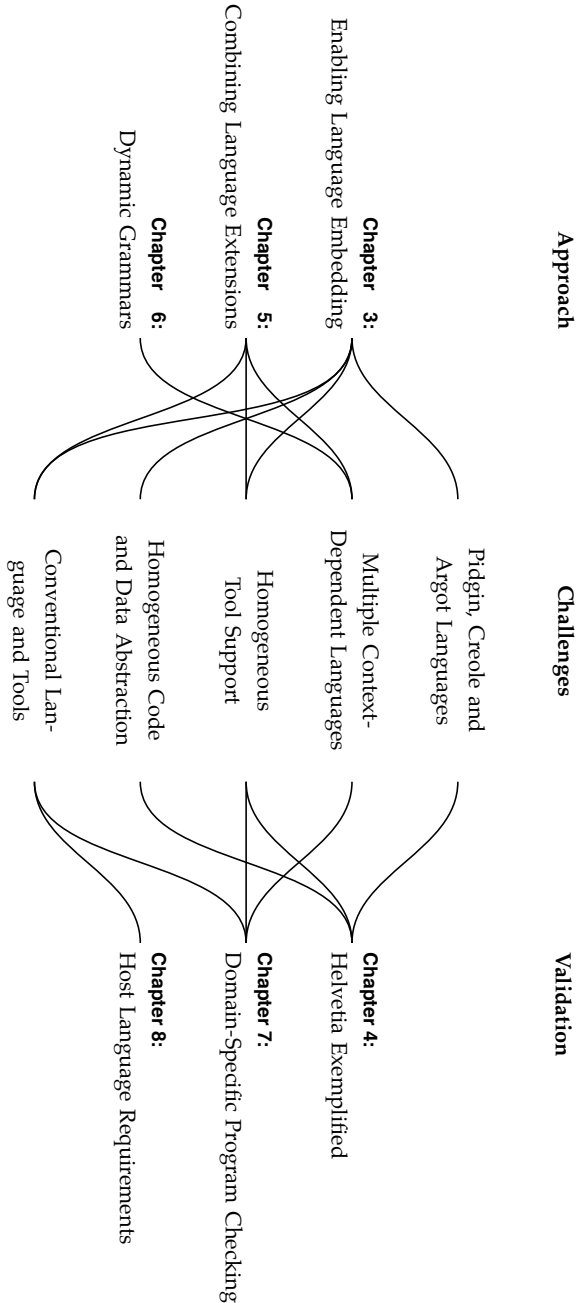 Approach
Challenges
Validation
Chapter 3:
Enabling Language Embedding
Chapter 5:
Combining Language Extensions
Chapter 6:
Dynamic Grammars
Pidgin, Creole and
Argot Languages
Multiple Context-
Dependent Languages
Homogeneous
Tool Support
Homogeneous Code
and Data Abstraction
Conventional Lan-
guage and Tools
Chapter 4:
Helvetia Exemplified
Chapter 7:
Domain-Specific Program Checking
Chapter 8:
Host Language Requirements